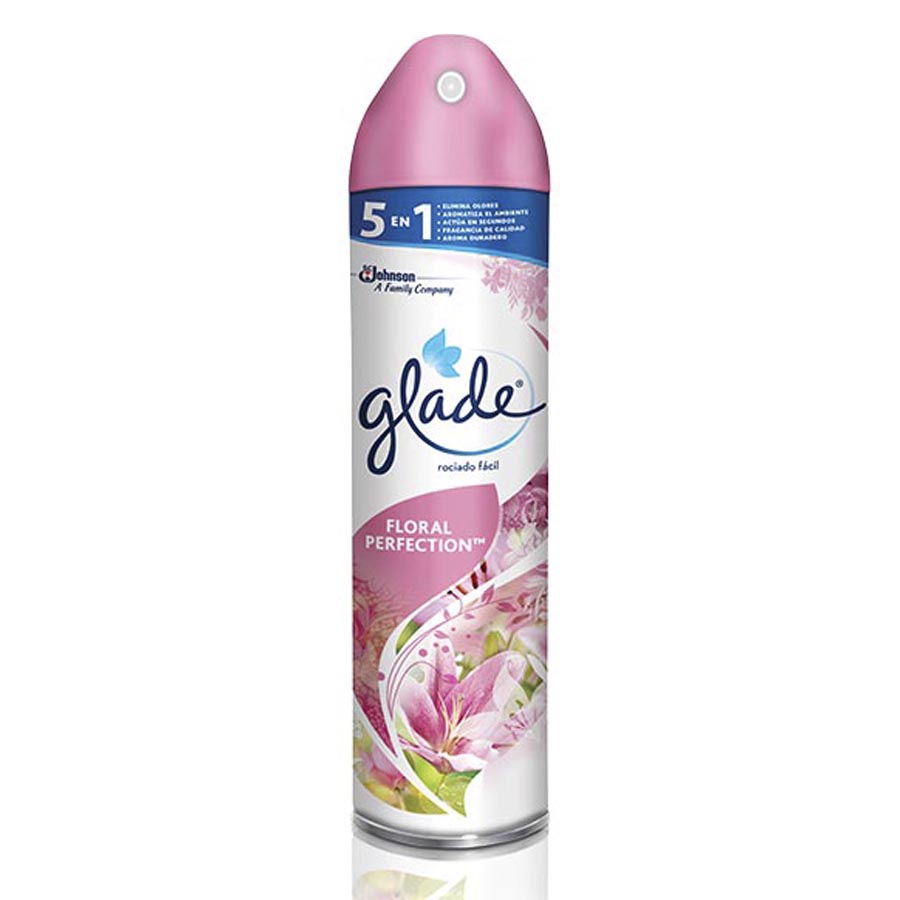 5 EN 1
• ELIMINA OLORES
• AROMATIZA EL AMBIENTE
• ACTÚA EN SEGUNDOS
• FRAGANCIA DE CALIDAD
• AROMA DURADERO
SC Johnson
A Family Company
glade®
rociado fácil
FLORAL
PERFECTION™